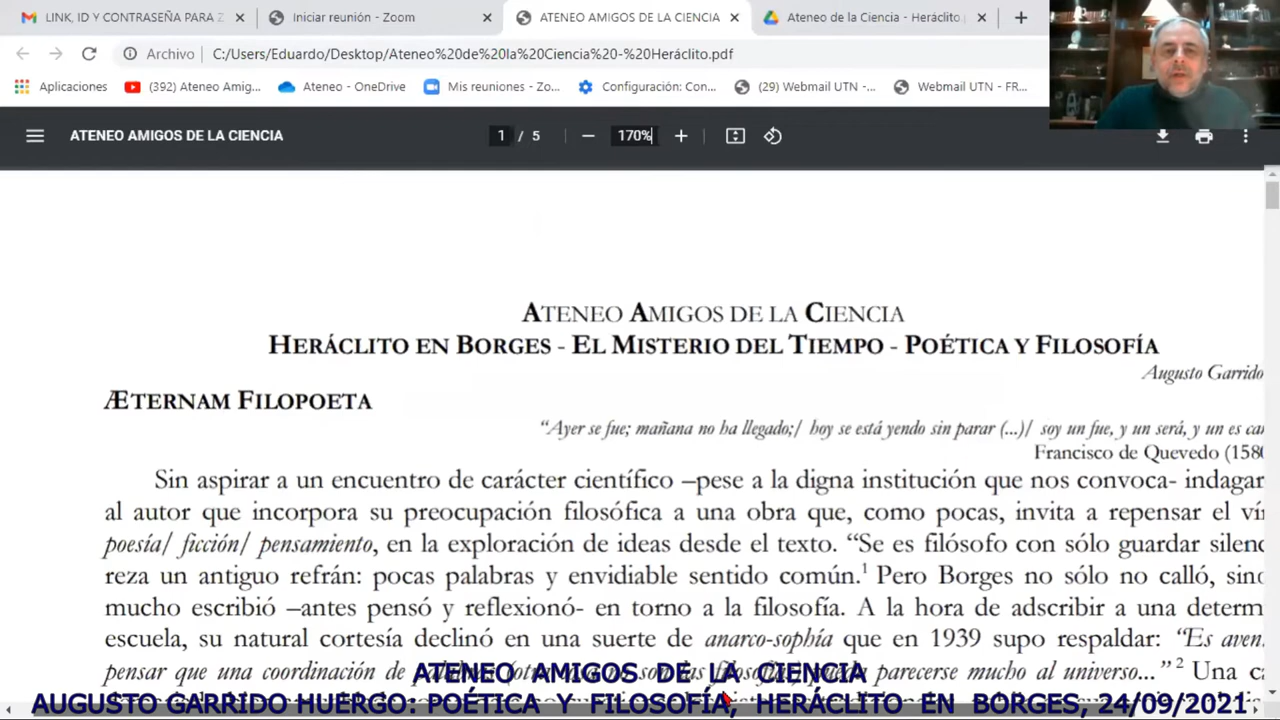 LINK, ID Y CONTRASEÑA PARA Z
Iniciar reunión - Zoom
ATENEO AMIGOS DE LA CIENCIA
Ateneo de la Ciencia - Heráclito
Archivo
C:/Users/Eduardo/Desktop/Ateneo%20de%20la%20Ciencia%20-%20Heráclito.pdf
Aplicaciones
(392) Ateneo Amig...
Ateneo - OneDrive
Mis reuniones - Zo...
Configuración: Con...
(29) Webmail UTN -...
Webmail UTN - FR...
ATENEO AMIGOS DE LA CIENCIA
1 / 5
170%
ATENEO AMIGOS DE LA CIENCIA
HERÁCLITO EN BORGES - EL MISTERIO DEL TIEMPO - POÉTICA Y FILOSOFÍA
Augusto Garrido
ÆTERNAM FILOPOETA
“Ayer se fue; mañana no ha llegado;/ hoy se está yendo sin parar (...)/ soy un fue, y un será, y un es ca
Francisco de Quevedo (158
Sin aspirar a un encuentro de carácter científico –pese a la digna institución que nos convoca- indagar
al autor que incorpora su preocupación filosófica a una obra que, como pocas, invita a repensar el ví
poesía/ ficción/ pensamiento, en la exploración de ideas desde el texto. “Se es filósofo con sólo guardar silenc
reza un antiguo refrán: pocas palabras y envidiable sentido común.1 Pero Borges no sólo no calló, sino
mucho escribió –antes pensó y reflexionó- en torno a la filosofía. A la hora de adscribir a una determ
escuela, su natural cortesía declinó en una suerte de anarco-sophía que en 1939 supo respaldar: “Es aven
pensar que una coordinación de parecerse mucho al universo...” 2 Una c
ATENEO AMIGOS DE LA CIENCIA
AUGUSTO GARRIDO HUERGO: POÉTICA Y FILOSOFÍA, HERÁCLITO EN BORGES, 24/09/2021